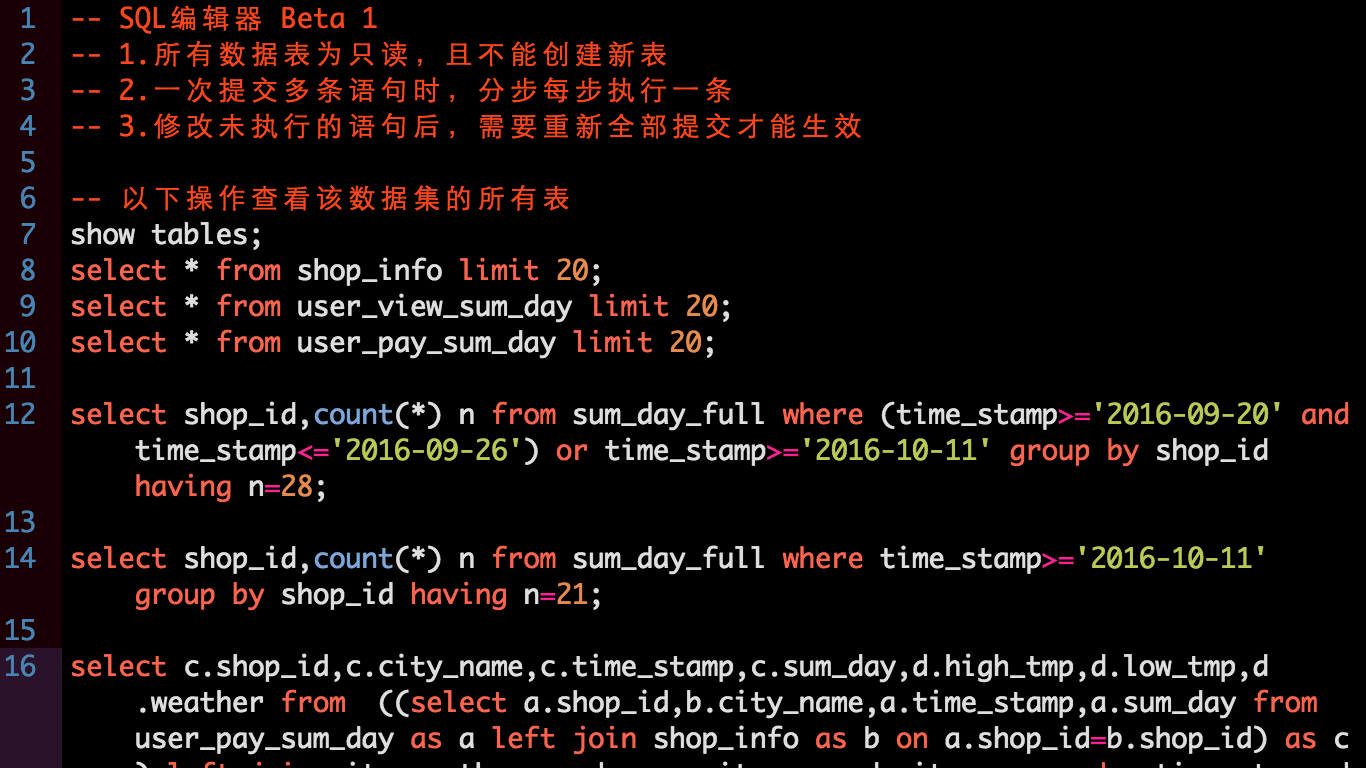 1 -- SQL编辑器 Beta 1
2 -- 1.所有数据表为只读，且不能创建新表
3 -- 2.一次提交多条语句时，分步每步执行一条
4 -- 3.修改未执行的语句后，需要重新全部提交才能生效
5
6 -- 以下操作查看该数据集的所有表
7 show tables;
8 select * from shop_info limit 20;
9 select * from user_view_sum_day limit 20;
10 select * from user_pay_sum_day limit 20;
11
12 select shop_id,count(*) n from sum_day_full where (time_stamp>='2016-09-20' and
time_stamp<='2016-09-26') or time_stamp>='2016-10-11' group by shop_id
having n=28;
13
14 select shop_id,count(*) n from sum_day_full where time_stamp>='2016-10-11'
group by shop_id having n=21;
15
16 select c.shop_id,c.city_name,c.time_stamp,c.sum_day,d.high_tmp,d.low_tmp,d
.weather from  ((select a.shop_id,b.city_name,a.time_stamp,a.sum_day from
user_pay_sum_day as a left join shop_info as b on a.shop_id=b.shop_id) as c